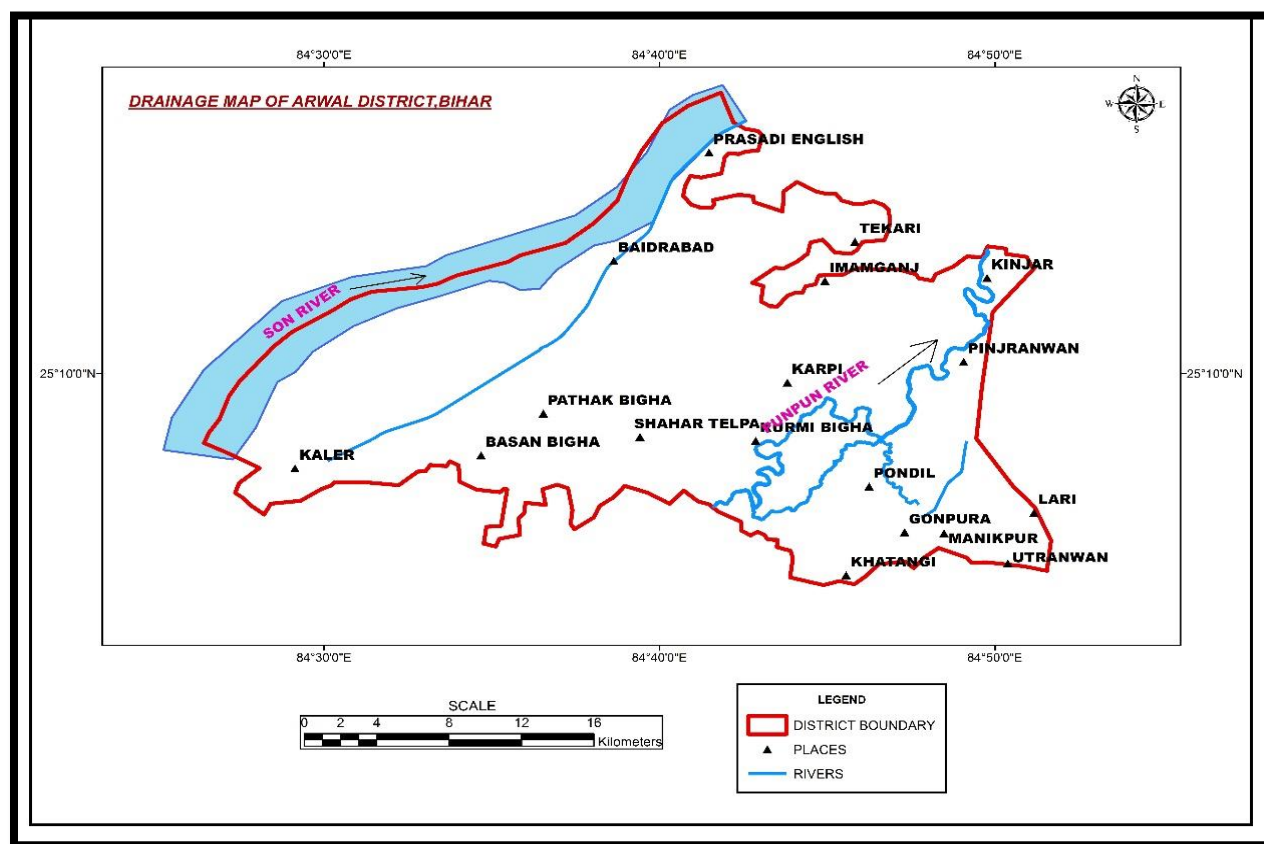 84°30'0"E 84°40'0"E 84°50'0"E
DRAINAGE MAP OF ARWAL DISTRICT,BIHAR
N
W E
S
PRASADI ENGLISH
TEKARI
BAIDRABAD
IMAMGANJ
KINJAR
SON RIVER
PINJRANWAN
25°10'0"N 25°10'0"N
KARPI
PUNPUN RIVER
PATHAK BIGHA
SHAHAR TELPA
KURMI BIGHA
BASAN BIGHA
KALER
PONDIL
LARI
GONPURA
MANIKPUR
UTRANWAN
KHATANGI
84°30'0"E 84°40'0"E 84°50'0"E
SCALE
0 2 4 8 12 16
Kilometers
LEGEND
DISTRICT BOUNDARY
PLACES
RIVERS